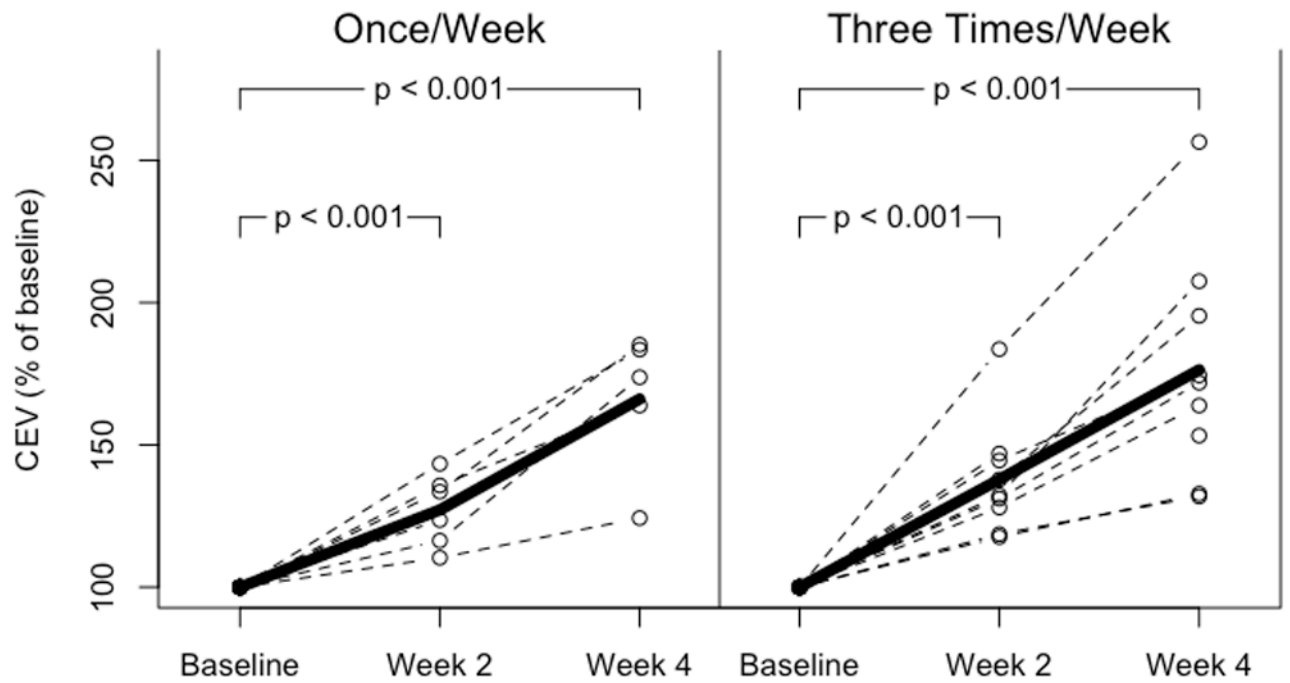 Once/Week
Three Times/Week
p < 0.001
p < 0.001
p < 0.001
p < 0.001
CEV (% of baseline)
250
200
150
100
Baseline
Week 2
Week 4
Baseline
Week 2
Week 4